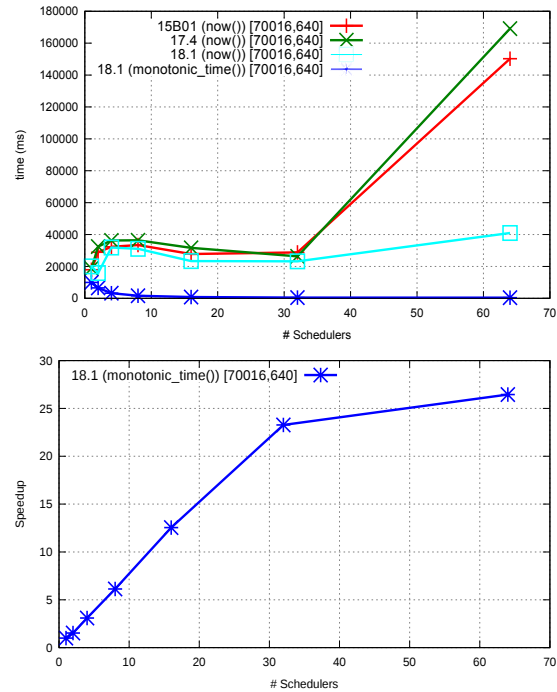 180000
160000
140000
120000
100000
80000
60000
40000
20000
0
time (ms)
15B01 (now()) [70016,640]
17.4 (now()) [70016,640]
18.1 (now()) [70016,640]
18.1 (monotonic_time()) [70016,640]
0 10 20 30 40 50 60 70
# Schedulers
30
25
20
15
10
5
0
Speedup
18.1 (monotonic_time()) [70016,640]
0 10 20 30 40 50 60 70
# Schedulers